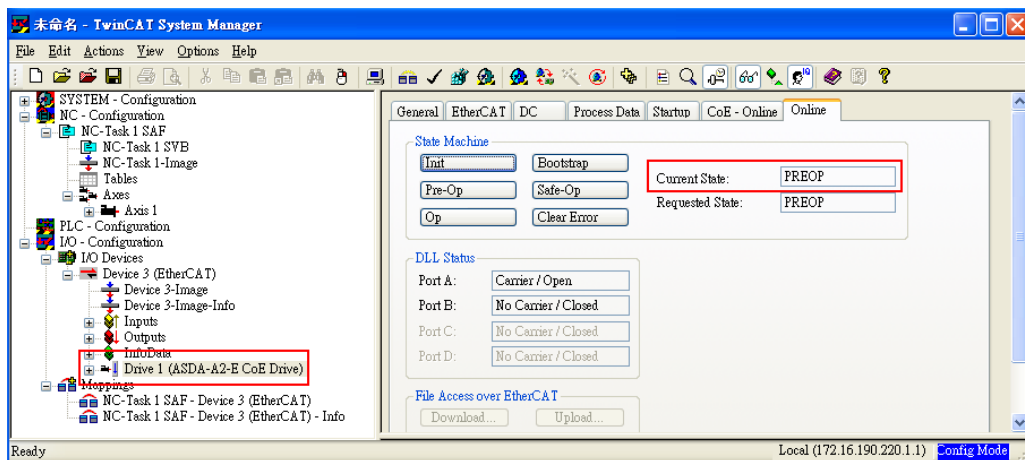 未命名 - TwinCAT System Manager
File Edit Actions View Options Help
SYSTEM - Configuration
NC - Configuration
NC-Task 1 SAF
NC-Task 1 SVB
NC-Task 1-Image
Tables
Axes
Axis 1
PLC - Configuration
I/O - Configuration
I/O Devices
Device 3 (EtherCAT)
Device 3-Image
Device 3-Image-Info
Inputs
Outputs
InfoData
Drive 1 (ASDA-A2-E CoE Drive)
Mappings
NC-Task 1 SAF - Device 3 (EtherCAT)
NC-Task 1 SAF - Device 3 (EtherCAT) - Info
General EtherCAT DC Process Data Startup CoE - Online Online
State Machine
Init Bootstrap
Current State: PREOP
Pre-Op Safe-Op
Requested State: PREOP
Op Clear Error
DLL Status
Port A: Carrier / Open
Port B: No Carrier / Closed
Port C: No Carrier / Closed
Port D: No Carrier / Closed
File Access over EtherCAT
Download... Upload...
Ready Local (172.16.190.220.1.1) Config Mode